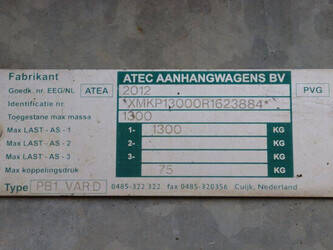 Fabrikant ATEC AANHANGWAGENS BV
Goedk. nr. EEG/NL ATEA 2012 PVG
Identificatie nr. *XMKP13000R1623884*
Toegestane max massa 1300
Max LAST - AS - 1 1- 1300 KG
Max LAST - AS - 2 2- KG
Max LAST - AS - 3 3- KG
Max koppelingsdruk 75 KG
Type PB1 VAR D 0485-322 322 fax 0485-320356 Cuijk, Nederland